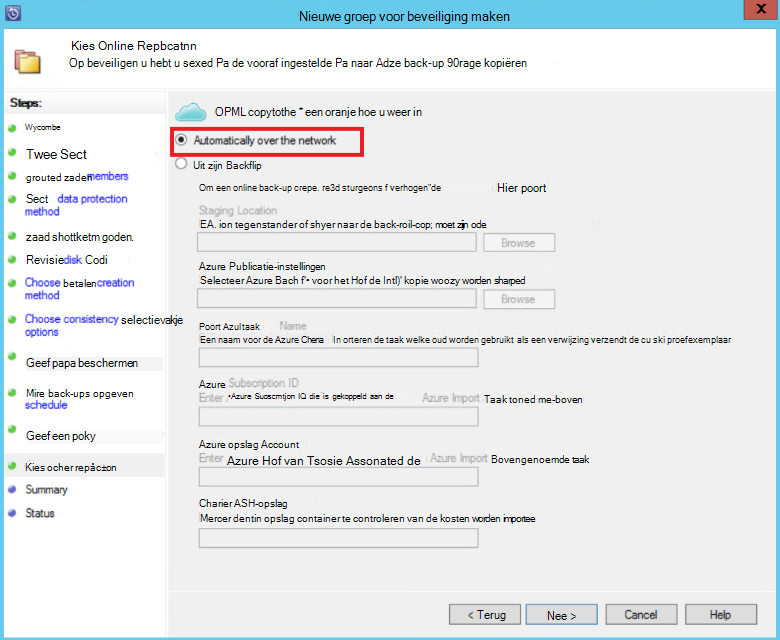 Nieuwe groep voor beveiliging maken
X
Kies Online Repbcatnn
Op beveiligen u hebt u sexed Pa de vooraf ingestelde Pa naar Adze back-up 90rage kopiëren
Steps:
Wycombe
Twee Sect
grouted zaden members
Sect data protection
method
zaad shottketm goden.
Revisie disk Codi
Choose betalen creation
method
Choose consistency selectievakje
options
Geef papa beschermen
Mire back-ups opgeven
schedule
Geef een poky
Kies ocher repâc±on
Summary
Status
OPML copytothe * een oranje hoe u weer in
Automatically over the network
Uit zijn Backflip
Om een online back-up crepe. re3d sturgeons f verhogen"de Hier poort
Staging Location
'EA. ion tegenstander of shyer naar de back-roil-cop; moet zijn ode
Browse
Azure Publicatie-instellingen
'Selecteer Azure Bach f'• voor het Hof de Intl)' kopie woozy worden sharped
Browse
Poort Azultaak Name
Een naam voor de Azure Chena In orteren de taak welke oud worden gebruikt als een verwijzing verzendt de cu ski proefexemplaar
Azure Subscription ID
Enter •Azure Suoscmtjon IQ die is gekoppeld aan de Azure Import Taak toned me-boven
Azure opslag Account
Enter Azure Hof van Tsosie Assonated de Azure Import Bovengenoemde taak
Charier ASH-opslag
Mercer dentin opslag container te controleren van de kosten worden importee
< Terug
Nee >
Cancel
Help